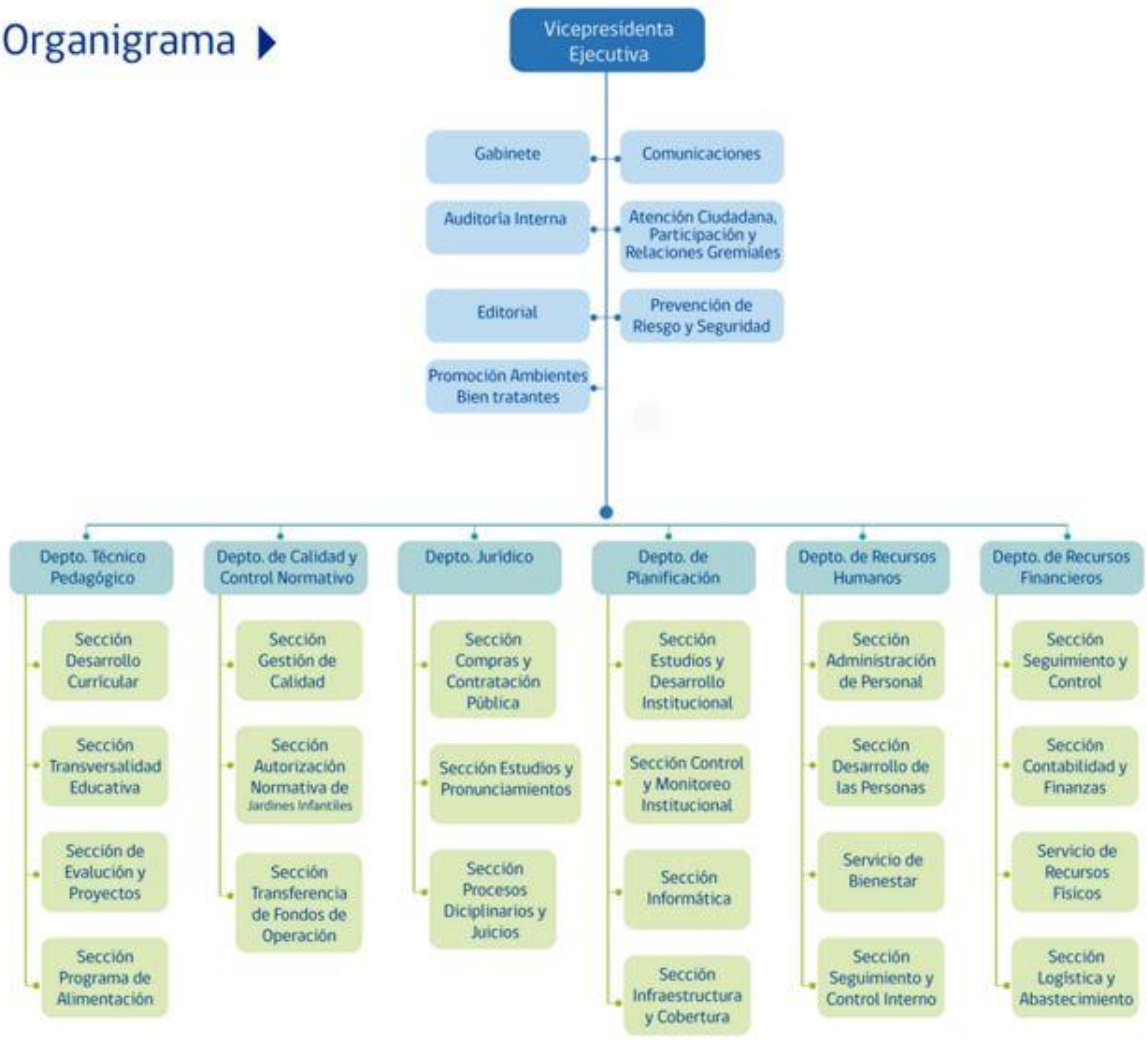 Organigrama
Vicepresidenta
Ejecutiva
Gabinete
Comunicaciones
Auditoría Interna
Atención Ciudadana,
Participación y
Relaciones Gremiales
Editorial
Prevención de
Riesgo y Seguridad
Promoción Ambientes
Bien tratantes
Depto. Técnico
Pedagógico
Sección
Desarrollo
Currícular
Sección
Transversalidad
Educativa
Sección de
Evalución y
Proyectos
Sección
Programa de
Alimentación
Depto. de Calidad y
Control Normativo
Sección
Gestión de
Calidad
Sección
Autorización
Normativa de
Jardines Infantiles
Sección
Transferencia
de Fondos de
Operación
Depto. Jurídico
Sección
Compras y
Contratación
Pública
Sección Estudios y
Pronunciamientos
Sección
Procesos
Diciplinarios y
Juicios
Depto. de
Planificación
Sección
Estudios y
Desarrollo
Institucional
Sección Control
y Monitoreo
Institucional
Sección
Informática
Sección
Infraestructura
y Cobertura
Depto. de Recursos
Humanos
Sección
Administración
de Personal
Sección
Desarrollo de
las Personas
Servicio de
Bienestar
Sección
Seguimiento y
Control Interno
Depto. de Recursos
Financieros
Sección
Seguimiento y
Control
Sección
Contabilidad y
Finanzas
Servicio de
Recursos
Físicos
Sección
Logística y
Abastecimiento